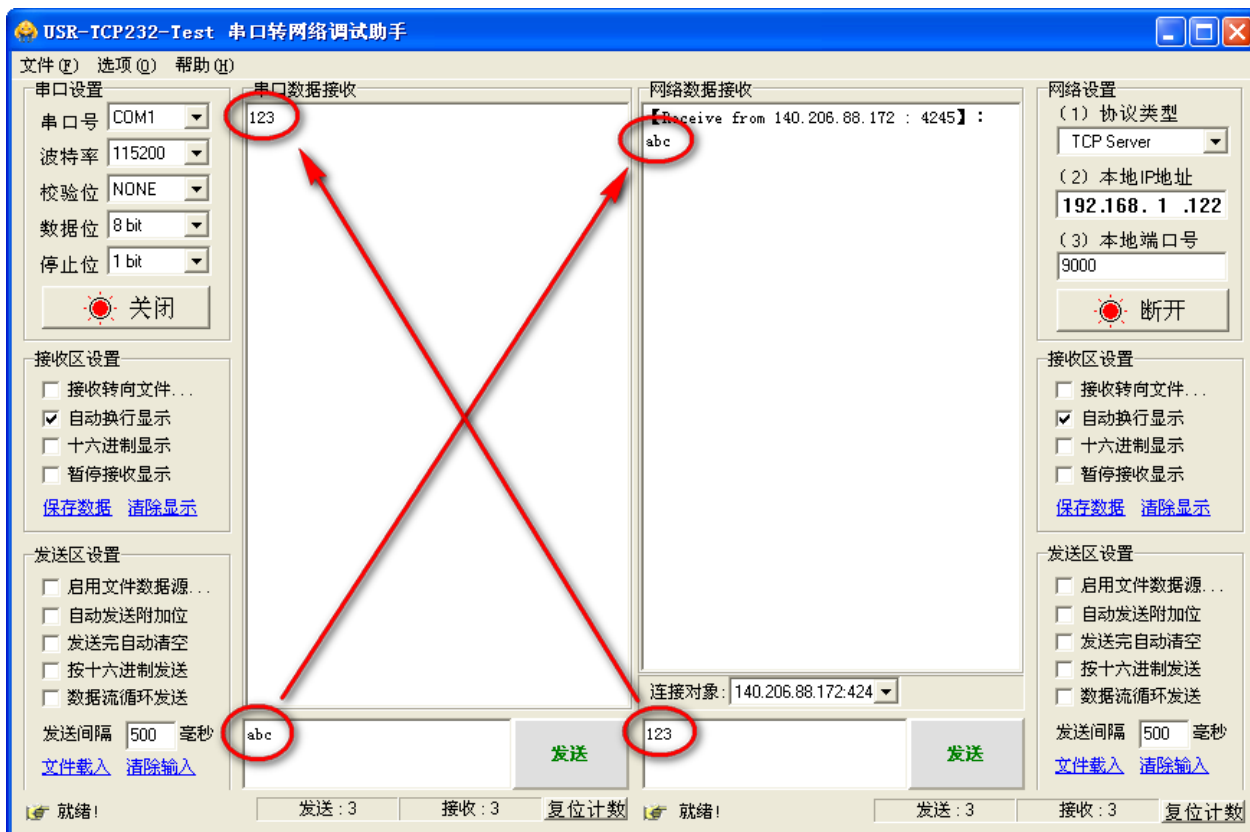 USR-TCP232-Test 串口转网络调试助手
文件(F) 选项(O) 帮助(H)
串口设置
串口号 COM1
波特率 115200
校验位 NONE
数据位 8 bit
停止位 1 bit
关闭
接收区设置
接收转向文件...
自动换行显示
十六进制显示
暂停接收显示
保存数据 清除显示
发送区设置
启用文件数据源...
自动发送附加位
发送完自动清空
按十六进制发送
数据流循环发送
发送间隔 500 毫秒
文件载入 清除输入
串口数据接收
123
abc
发送
网络数据接收
【Receive from 140.206.88.172 : 4245】:
abc
连接对象: 140.206.88.172:424
123
发送
网络设置
(1) 协议类型
TCP Server
(2) 本地IP地址
192.168. 1 .122
(3) 本地端口号
9000
断开
接收区设置
接收转向文件...
自动换行显示
十六进制显示
暂停接收显示
保存数据 清除显示
发送区设置
启用文件数据源...
自动发送附加位
发送完自动清空
按十六进制发送
数据流循环发送
发送间隔 500 毫秒
文件载入 清除输入
就绪! 发送:3 接收:3 复位计数
就绪! 发送:3 接收:3 复位计数